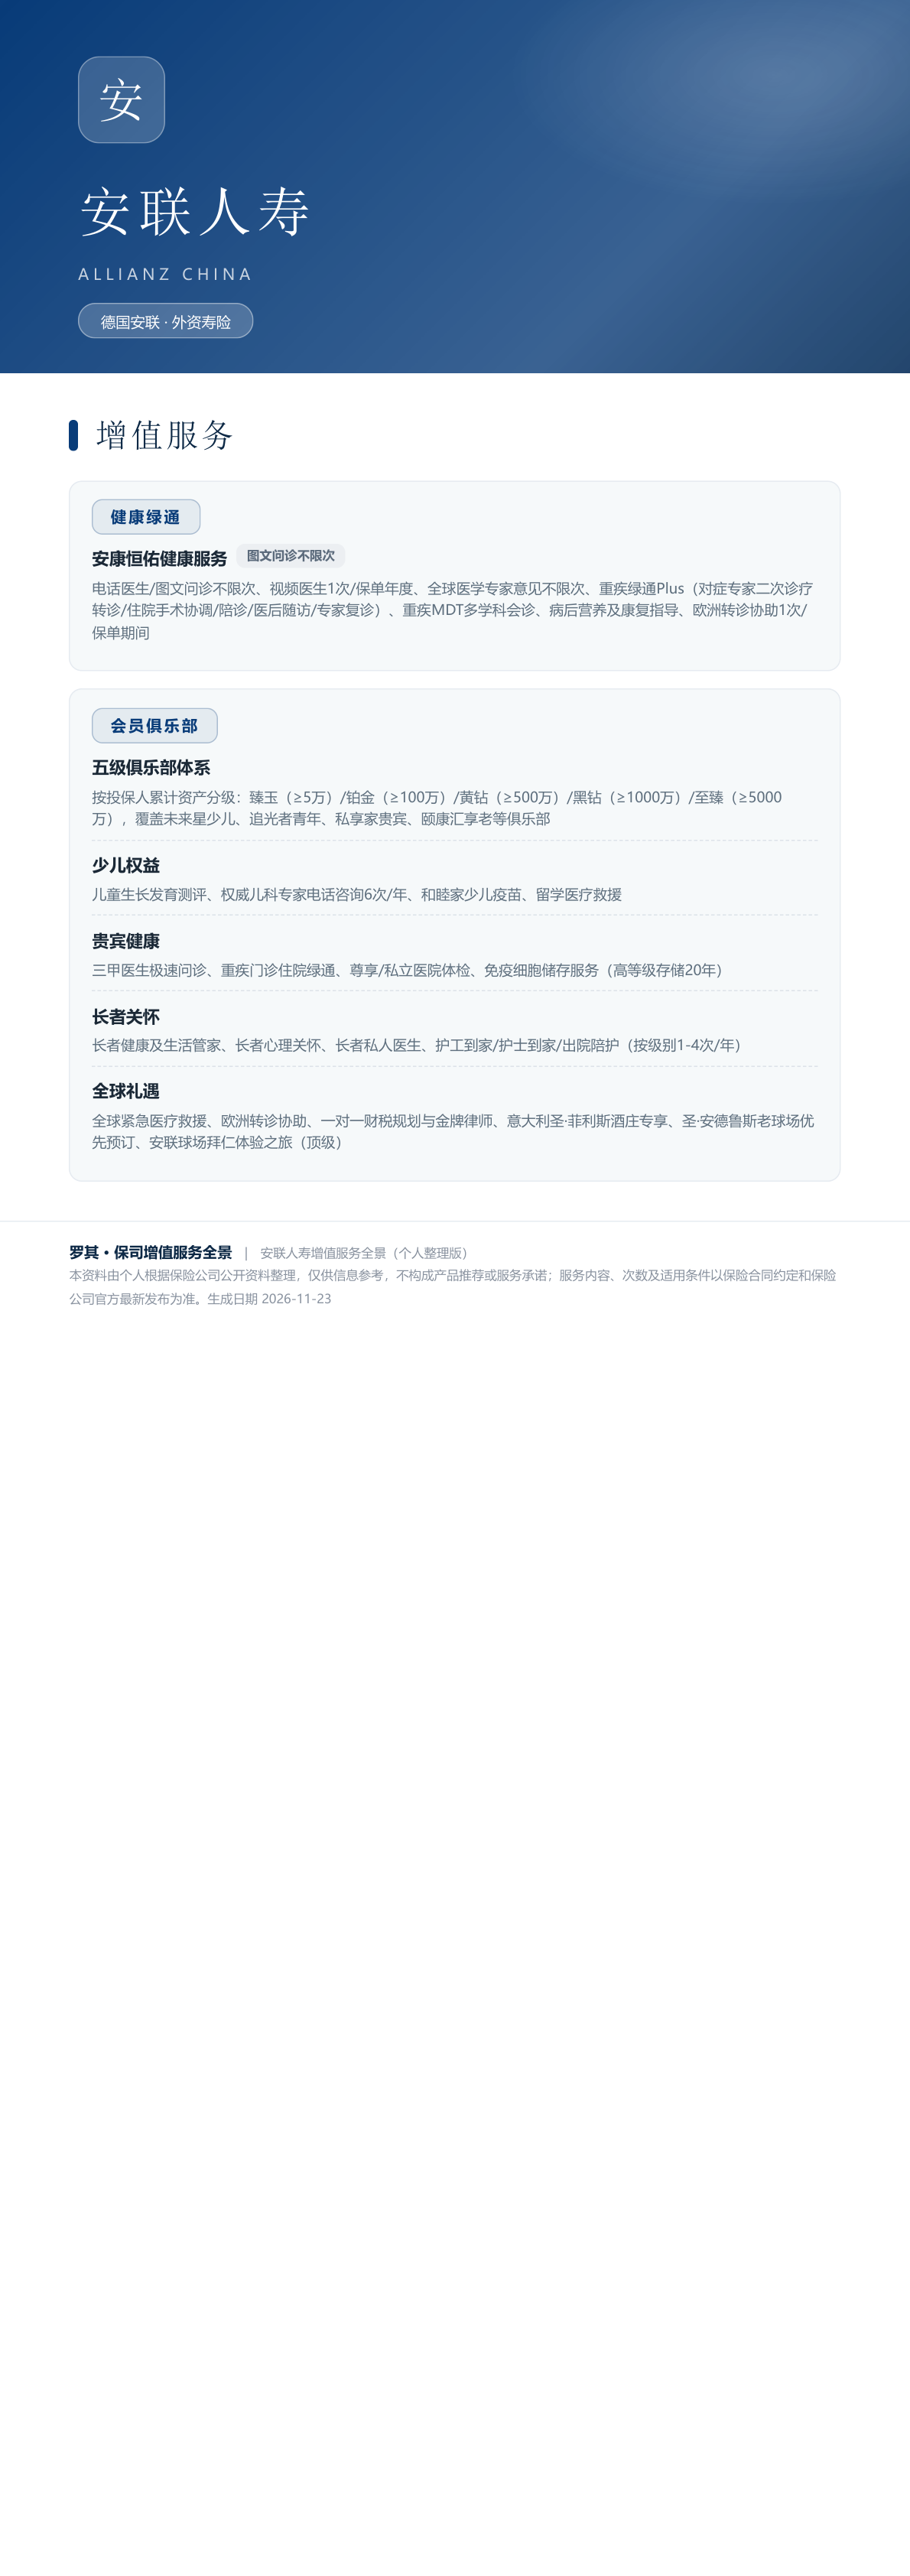 安
安联人寿
ALLIANZ CHINA
德国安联 · 外资寿险
增值服务
健康绿通
安康恒佑健康服务 图文问诊不限次
电话医生/图文问诊不限次、视频医生1次/保单年度、全球医学专家意见不限次、重疾绿通Plus（对症专家二次诊疗
转诊/住院手术协调/陪诊/医后随访/专家复诊）、重疾MDT多学科会诊、病后营养及康复指导、欧洲转诊协助1次/
保单期间
会员俱乐部
五级俱乐部体系
按投保人累计资产分级：臻玉（≥5万）/铂金（≥100万）/黄钻（≥500万）/黑钻（≥1000万）/至臻（≥5000
万），覆盖未来星少儿、追光者青年、私享家贵宾、颐康汇享老等俱乐部
少儿权益
儿童生长发育测评、权威儿科专家电话咨询6次/年、和睦家少儿疫苗、留学医疗救援
贵宾健康
三甲医生极速问诊、重疾门诊住院绿通、尊享/私立医院体检、免疫细胞储存服务（高等级存储20年）
长者关怀
长者健康及生活管家、长者心理关怀、长者私人医生、护工到家/护士到家/出院陪护（按级别1-4次/年）
全球礼遇
全球紧急医疗救援、欧洲转诊协助、一对一财税规划与金牌律师、意大利圣·菲利斯酒庄专享、圣·安德鲁斯老球场优
先预订、安联球场拜仁体验之旅（顶级）
罗其·保司增值服务全景 | 安联人寿增值服务全景（个人整理版）
本资料由个人根据保险公司公开资料整理，仅供信息参考，不构成产品推荐或服务承诺；服务内容、次数及适用条件以保险合同约定和保险
公司官方最新发布为准。生成日期 2026-11-23